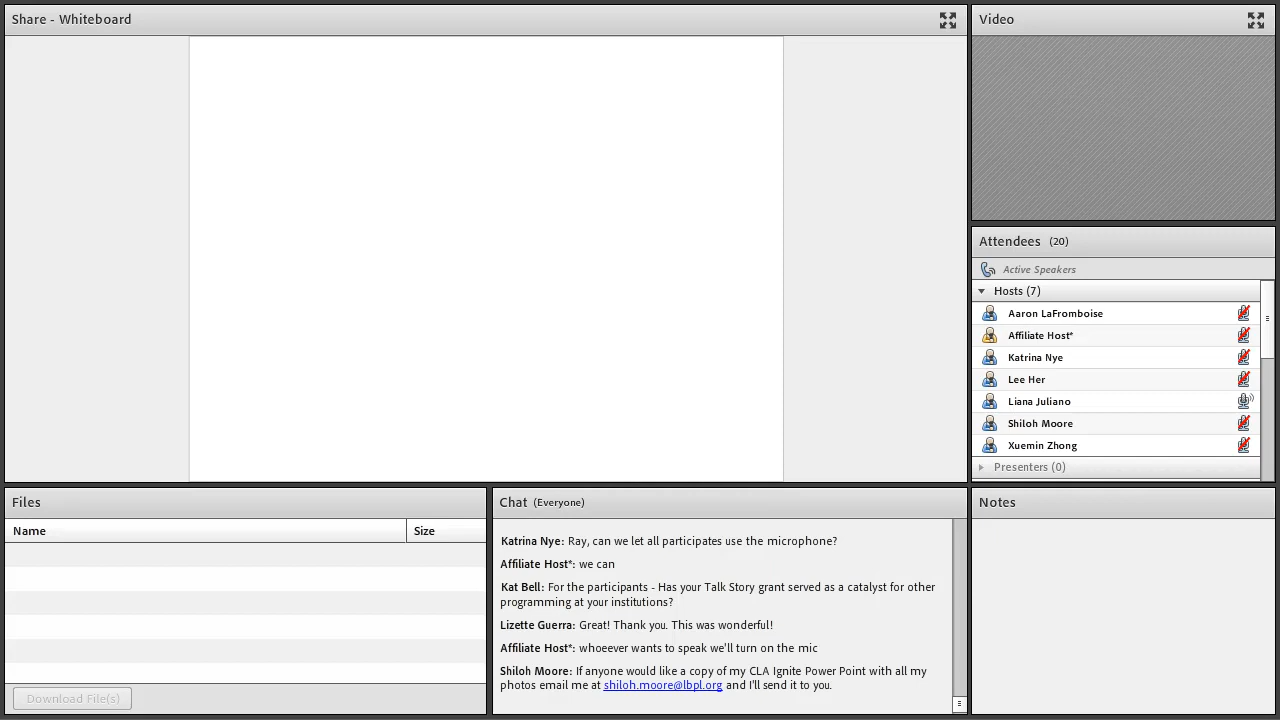 Share - Whiteboard
Video
Attendees (20)
Active Speakers
Hosts (7)
Aaron LaFromboise
Affiliate Host*
Katrina Nye
Lee Her
Liana Juliano
Shiloh Moore
Xuemin Zhong
Presenters (0)
Files
Name Size
Download File(s)
Chat (Everyone)
Katrina Nye: Ray, can we let all participates use the microphone?
Affiliate Host*: we can
Kat Bell: For the participants - Has your Talk Story grant served as a catalyst for other
programming at your institutions?
Lizette Guerra: Great! Thank you. This was wonderful!
Affiliate Host*: whoeever wants to speak we'll turn on the mic
Shiloh Moore: If anyone would like a copy of my CLA Ignite Power Point with all my
photos email me at shiloh.moore@lbpl.org and I'll send it to you.
Notes